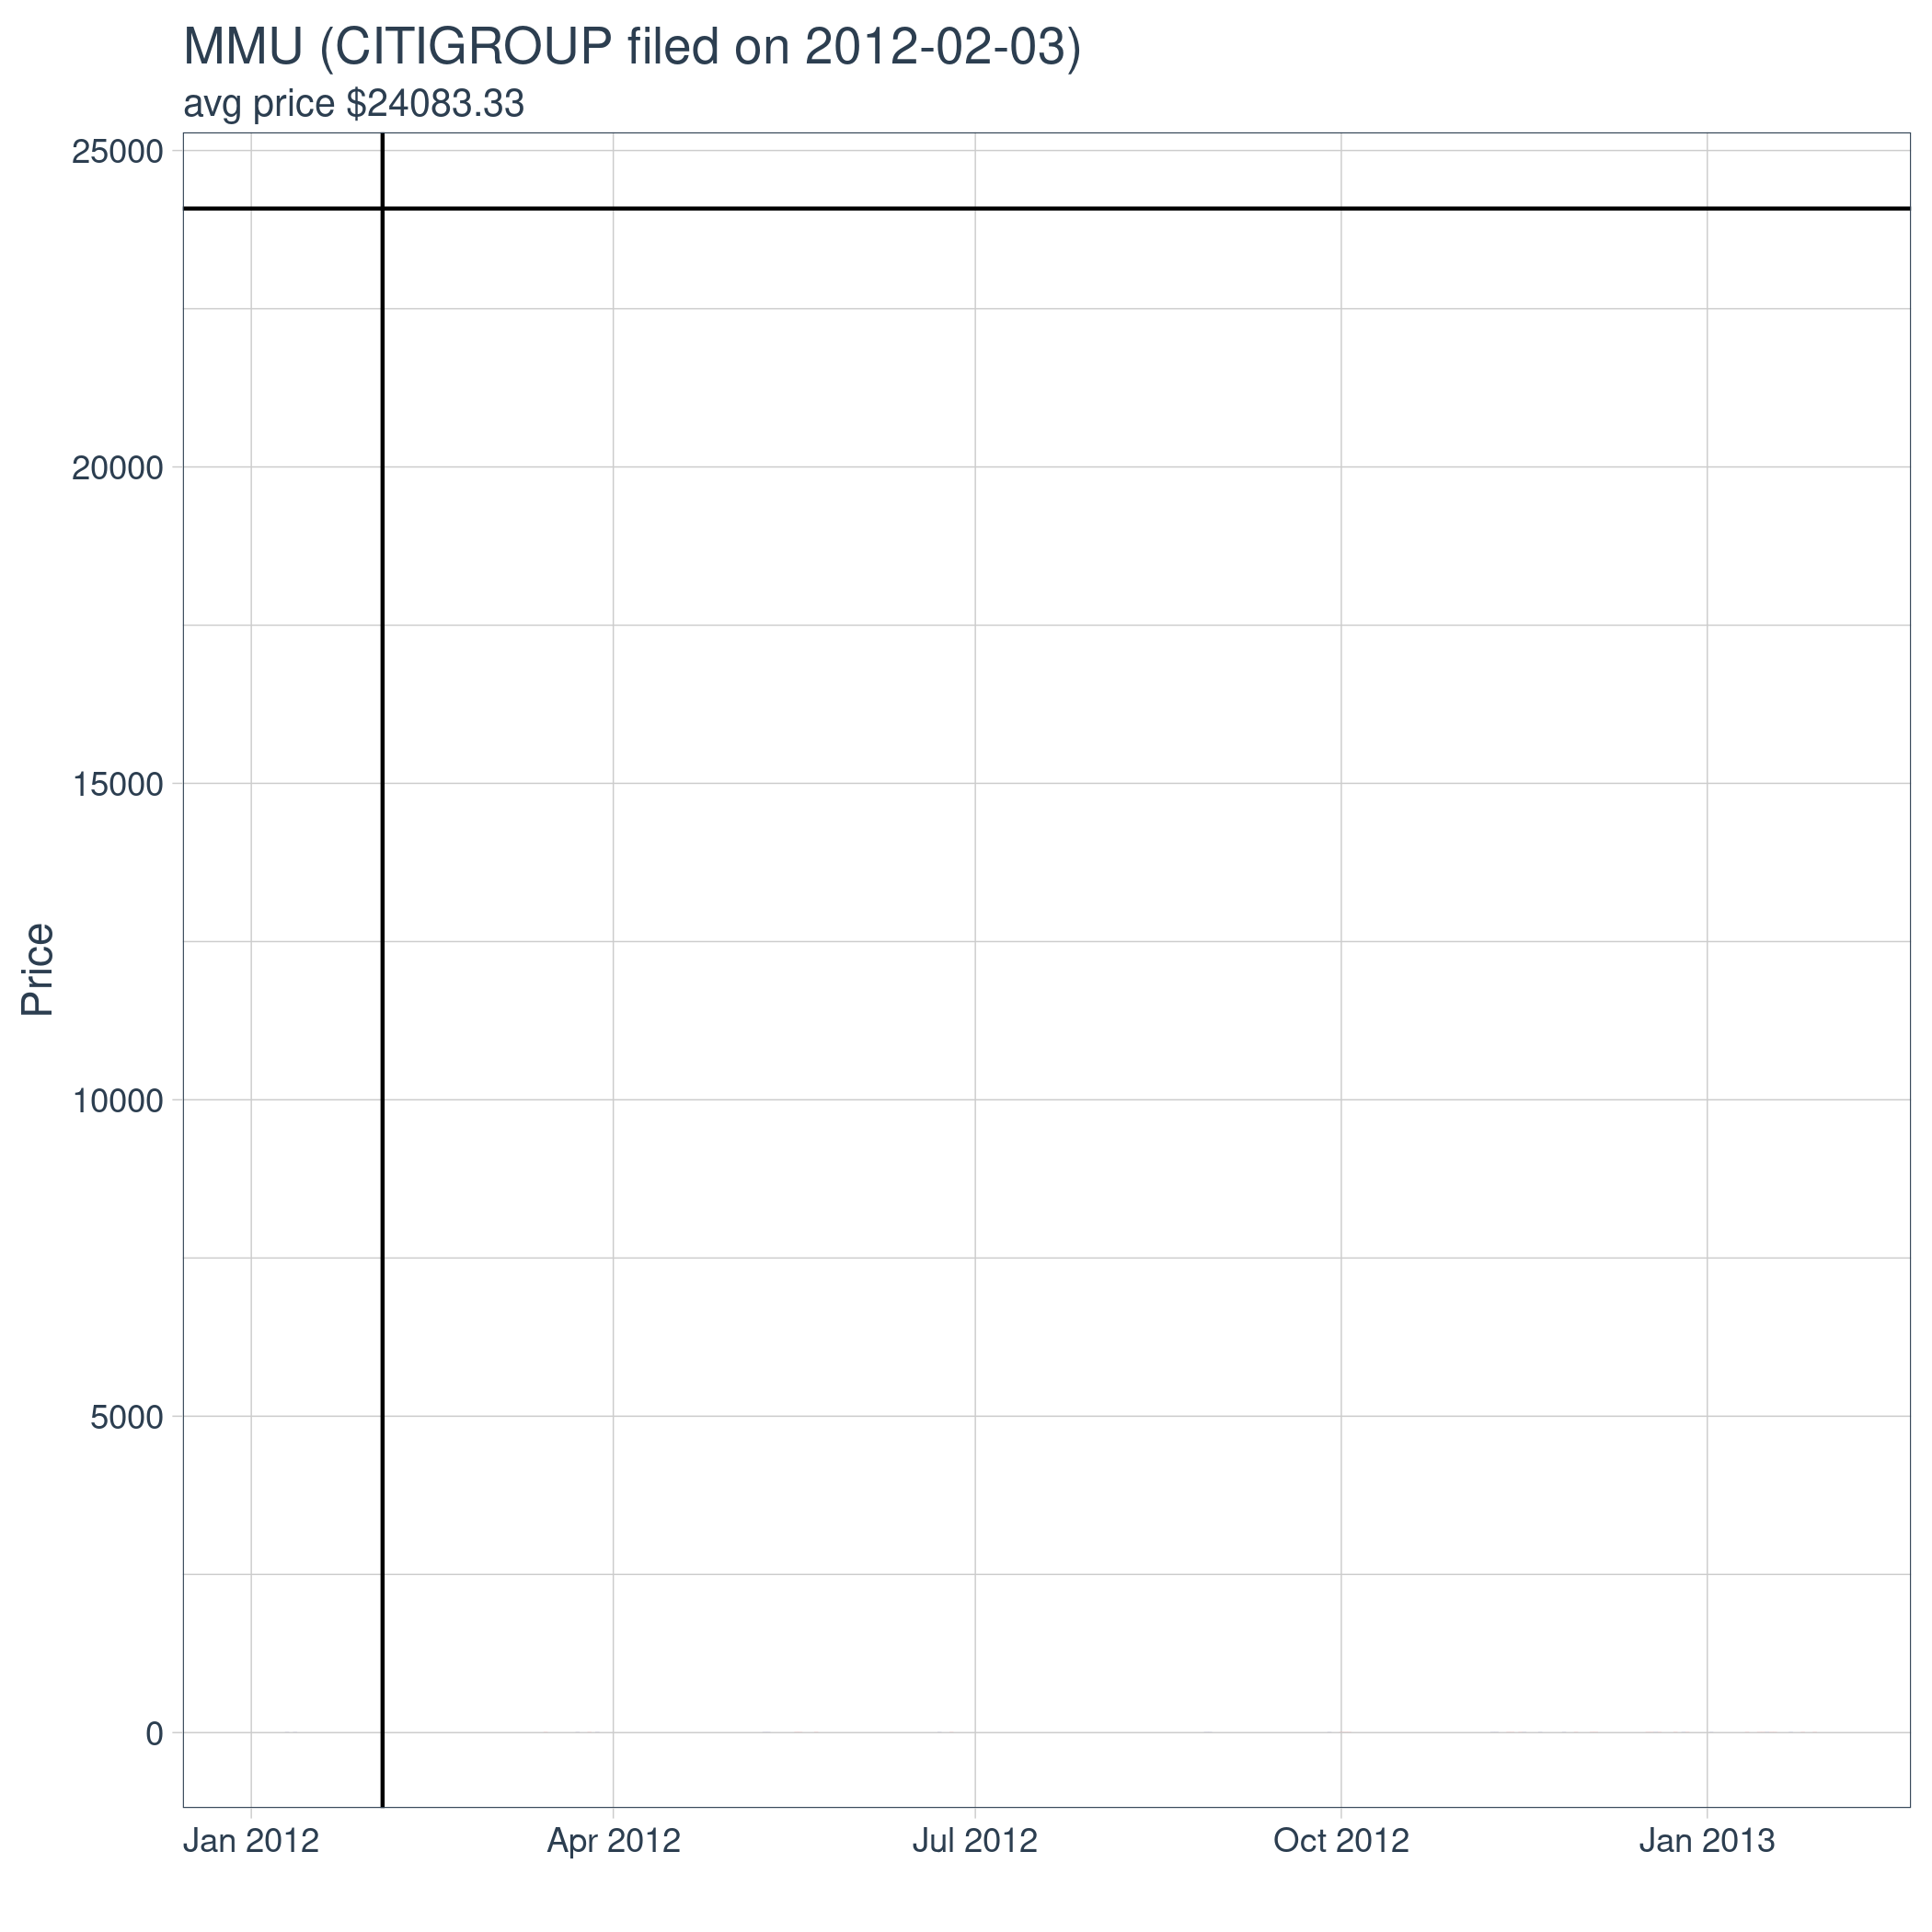 MMU (CITIGROUP filed on 2012-02-03)
avg price $24083.33
25000
20000
15000
10000
5000
0
Price
Jan 2012
Apr 2012
Jul 2012
Oct 2012
Jan 2013